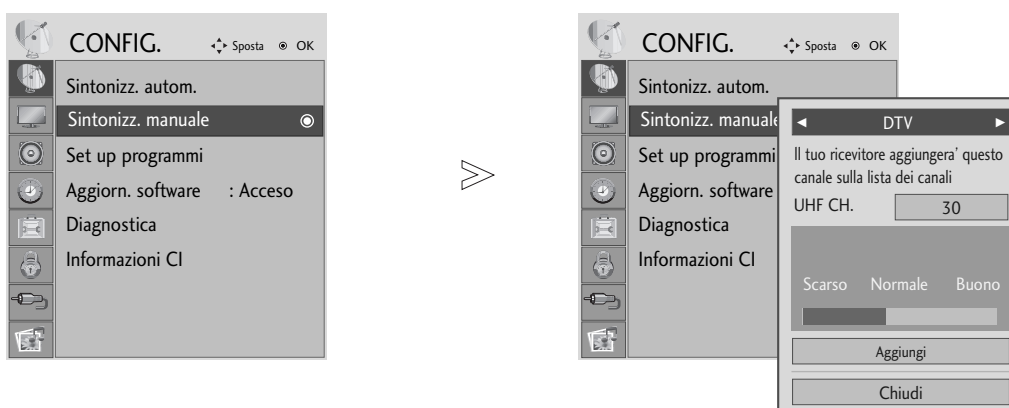 CONFIG. Sposta OK
Sintonizz. autom.
Sintonizz. manuale
Set up programmi
Aggiorn. software : Acceso
Diagnostica
Informazioni CI
CONFIG. Sposta OK
Sintonizz. autom.
Sintonizz. manuale
Set up programmi
Aggiorn. software
Diagnostica
Informazioni CI
DTV
Il tuo ricevitore aggiungera' questo
canale sulla lista dei canali
UHF CH. 30
Scarso Normale Buono
Aggiungi
Chiudi